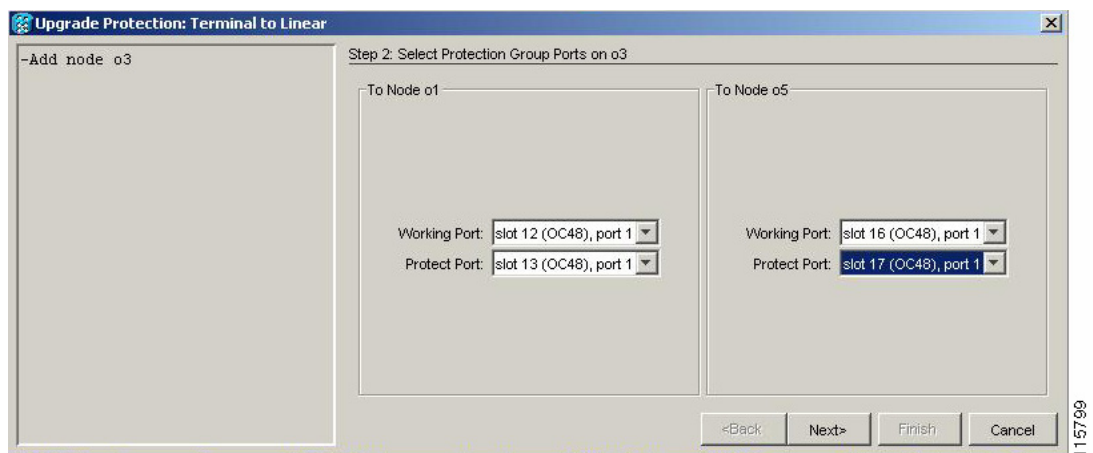 Upgrade Protection: Terminal to Linear
-Add node o3
Step 2: Select Protection Group Ports on o3
To Node o1
Working Port: slot 12 (OC48), port 1
Protect Port: slot 13 (OC48), port 1
To Node o5
Working Port: slot 16 (OC48), port 1
Protect Port: slot 17 (OC48), port 1
<Back Next> Finish Cancel
115799